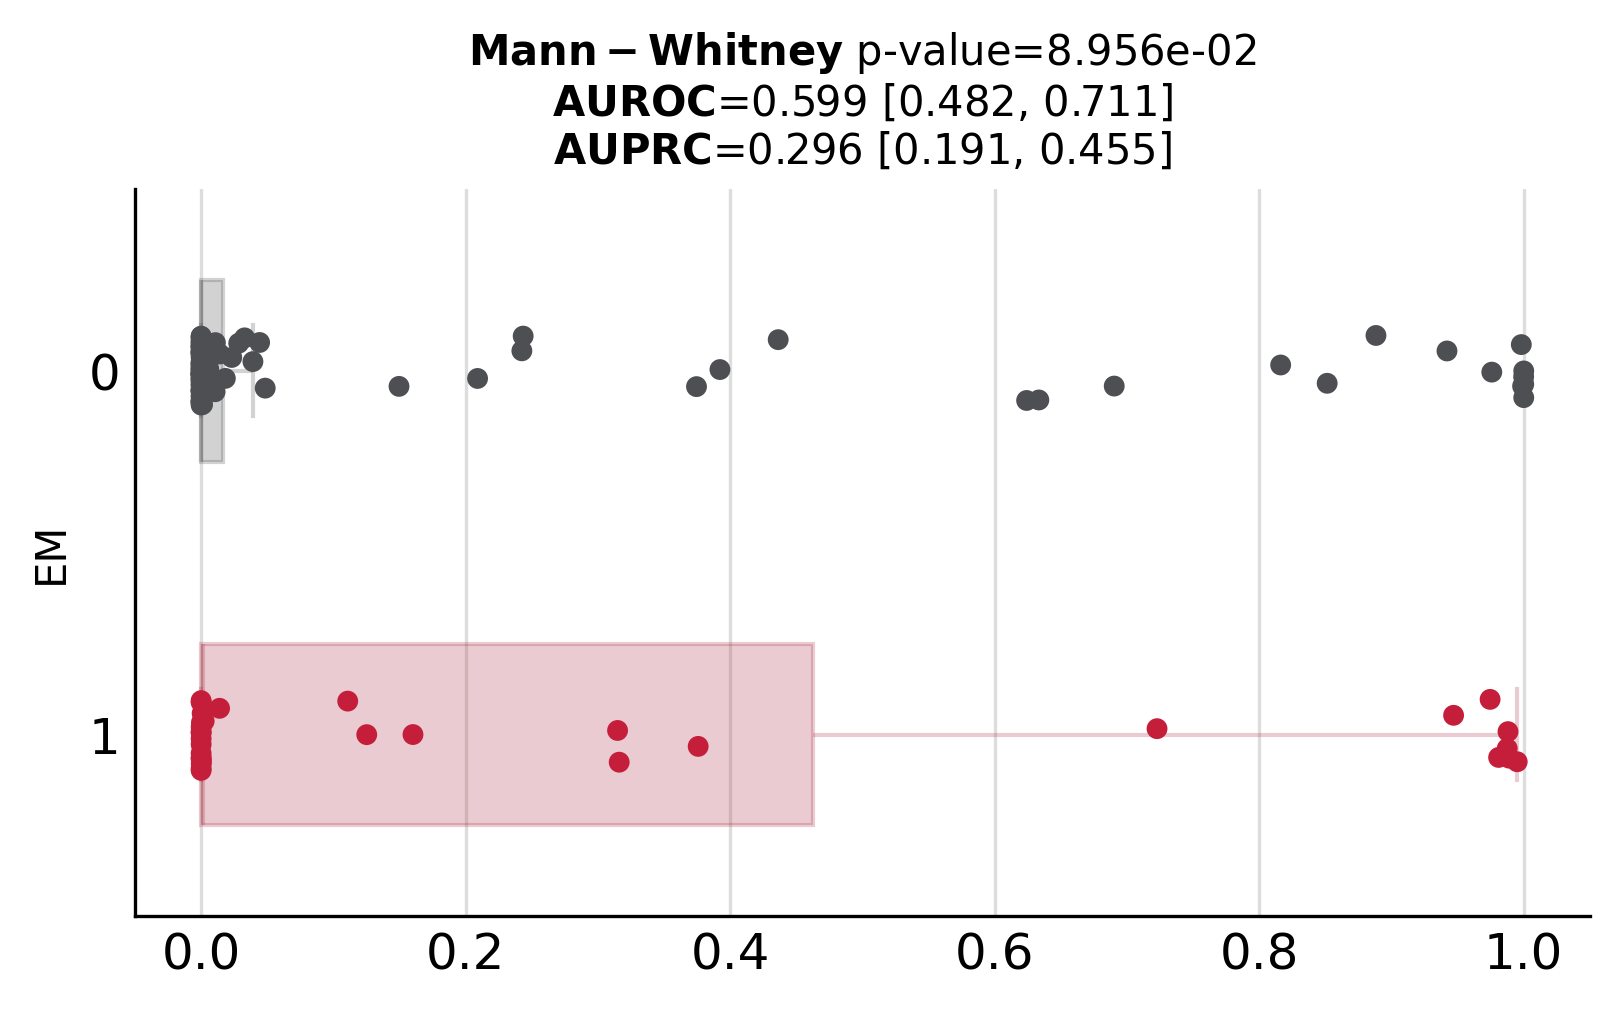 Mann − Whitney p-value=8.956e-02
AUROC=0.599 [0.482, 0.711]
AUPRC=0.296 [0.191, 0.455]
0
EM
1
0.0 0.2 0.4 0.6 0.8 1.0